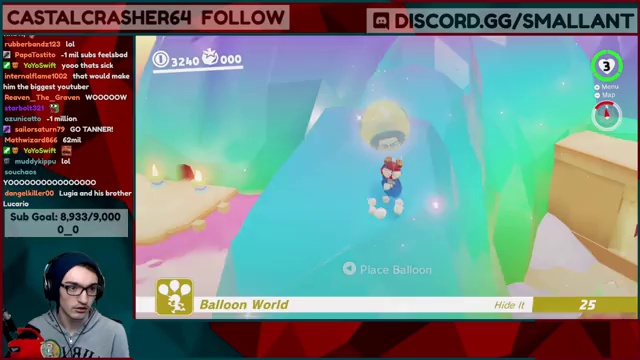 CASTALCRASHER64 FOLLOW
DISCORD.GG/SMALLANT
rubberbandz123 lol
PapaTostito -1 mil subs feelsbad
YoYoSwift yooo thats sick
internalflame1002 that would make
him the biggest youtuber
Reaven_The_Graven WOOOOOW
starbolt321
azunicatto -1 million
sailorsaturn79 GO TANNER!
Mathwizard866 62mil
YoYoSwift
muddykippu lol
souchaos
YOOOOOOOOOOOOOOO
dangelkiller00 Lugia and his brother
Lucario
Sub Goal: 8,933/9,000
0_0
3240 000
3
Menu
Map
Place Balloon
Balloon World
Hide It
25